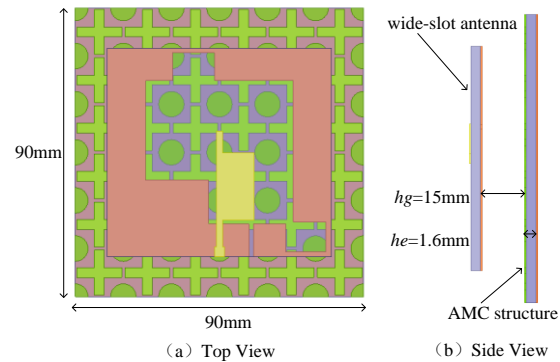 wide-slot antenna
90mm
hg=15mm
he=1.6mm
AMC structure
90mm
（a）Top View
（b）Side View